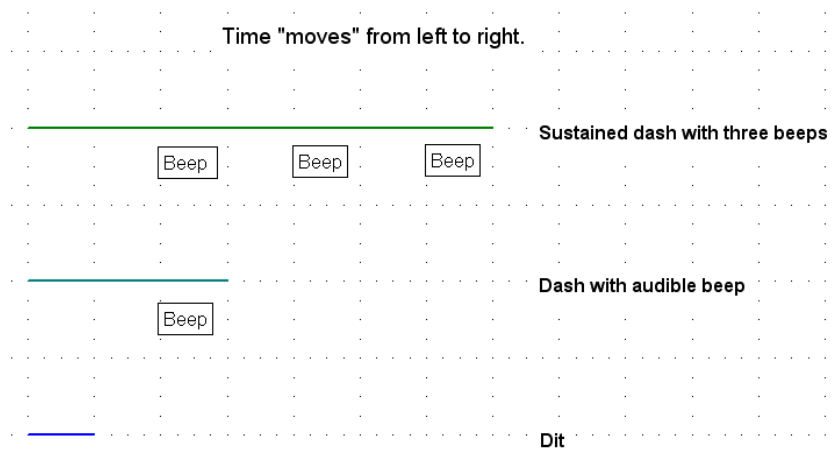 Time "moves" from left to right.
Sustained dash with three beeps
Beep Beep Beep
Dash with audible beep
Beep
Dit